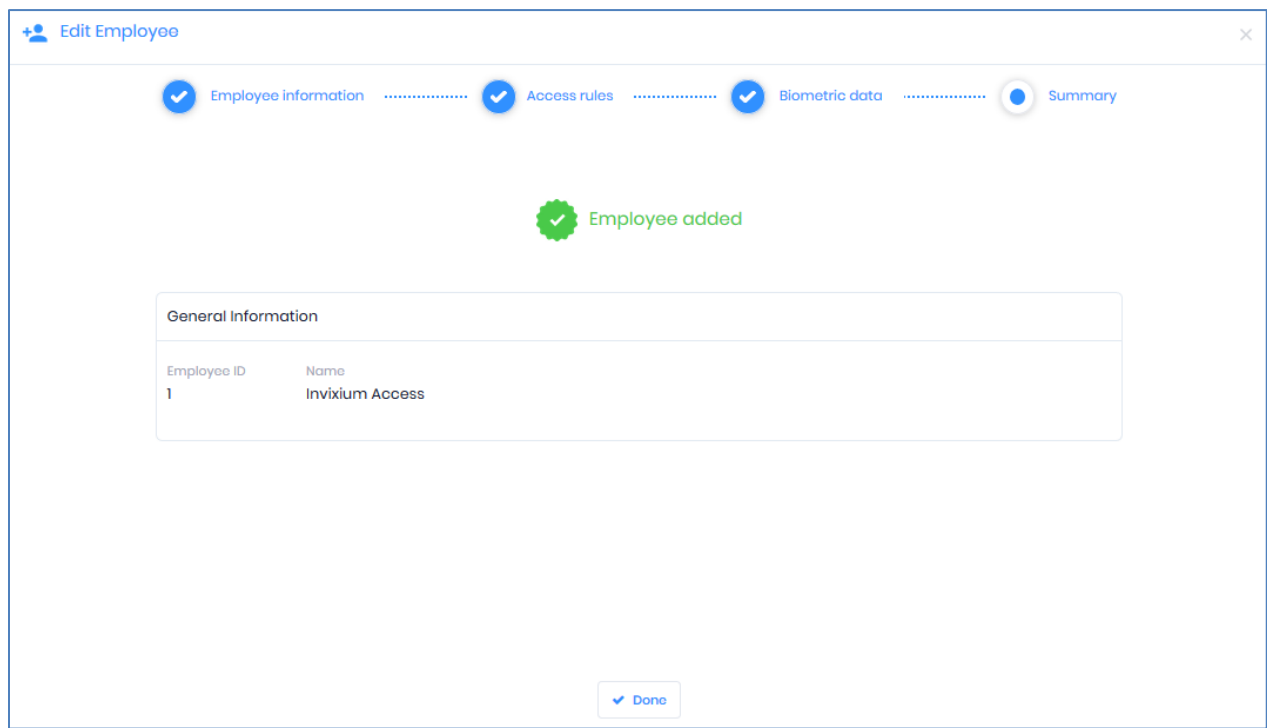 Edit Employee
Employee information Access rules Biometric data Summary
Employee added
General Information
Employee ID Name
1 Invixium Access
Done